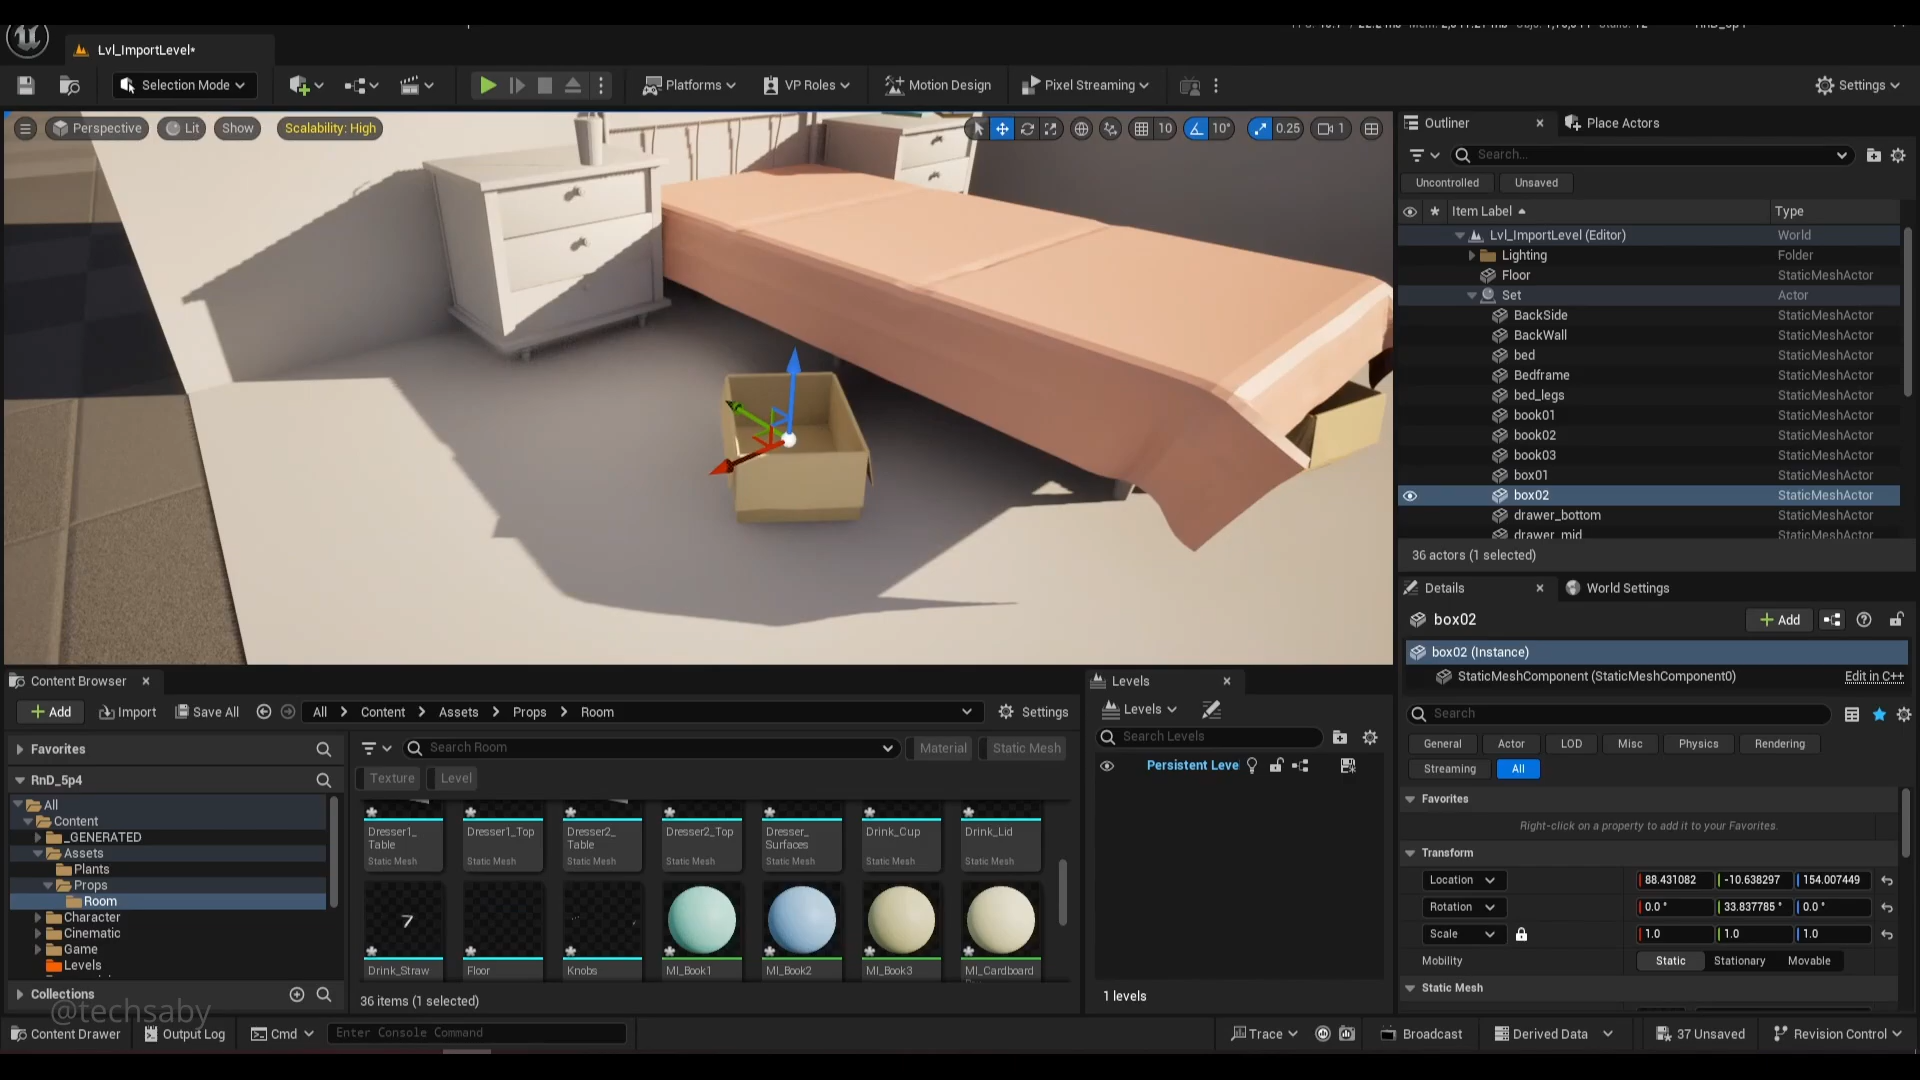 Lvl_ImportLevel*
Selection Mode
Platforms
VP Roles
Motion Design
Pixel Streaming
Settings
Perspective
Lit
Show
Scalability: High
10
10°
0.25
1
Outliner
Place Actors
Search...
Uncontrolled
Unsaved
Item Label
Type
Lvl_ImportLevel (Editor)
World
Lighting
Folder
Floor
StaticMeshActor
Set
Actor
BackSide
StaticMeshActor
BackWall
StaticMeshActor
bed
StaticMeshActor
Bedframe
StaticMeshActor
bed_legs
StaticMeshActor
book01
StaticMeshActor
book02
StaticMeshActor
book03
StaticMeshActor
box01
StaticMeshActor
box02
StaticMeshActor
drawer_bottom
StaticMeshActor
drawer_mid
StaticMeshActor
36 actors (1 selected)
Details
World Settings
box02
Add
box02 (Instance)
StaticMeshComponent (StaticMeshComponent0)
Edit in C++
Search
General
Actor
LOD
Misc
Physics
Rendering
Streaming
All
Favorites
Right-click on a property to add it to your Favorites.
Transform
Location
88.431082
-10.638297
154.007449
Rotation
0.0 °
33.837785 °
0.0 °
Scale
1.0
1.0
1.0
Mobility
Static
Stationary
Movable
Static Mesh
Content Browser
Add
Import
Save All
All
Content
Assets
Props
Room
Settings
Favorites
RnD_5p4
All
Content
_GENERATED
Assets
Plants
Props
Room
Character
Cinematic
Game
Levels
Collections
Search Room
Material
Static Mesh
Texture
Level
Dresser1_
Table
Static Mesh
Dresser1_Top
Static Mesh
Dresser2_
Table
Static Mesh
Dresser2_Top
Static Mesh
Dresser_
Surfaces
Static Mesh
Drink_Cup
Static Mesh
Drink_Lid
Static Mesh
Drink_Straw
Floor
Knobs
MI_Book1
MI_Book2
MI_Book3
MI_Cardboard
36 items (1 selected)
Levels
Levels
Search Levels
Persistent Leve
1 levels
@techsaby
Content Drawer
Output Log
Cmd
Enter Console Command
Trace
Broadcast
Derived Data
37 Unsaved
Revision Control